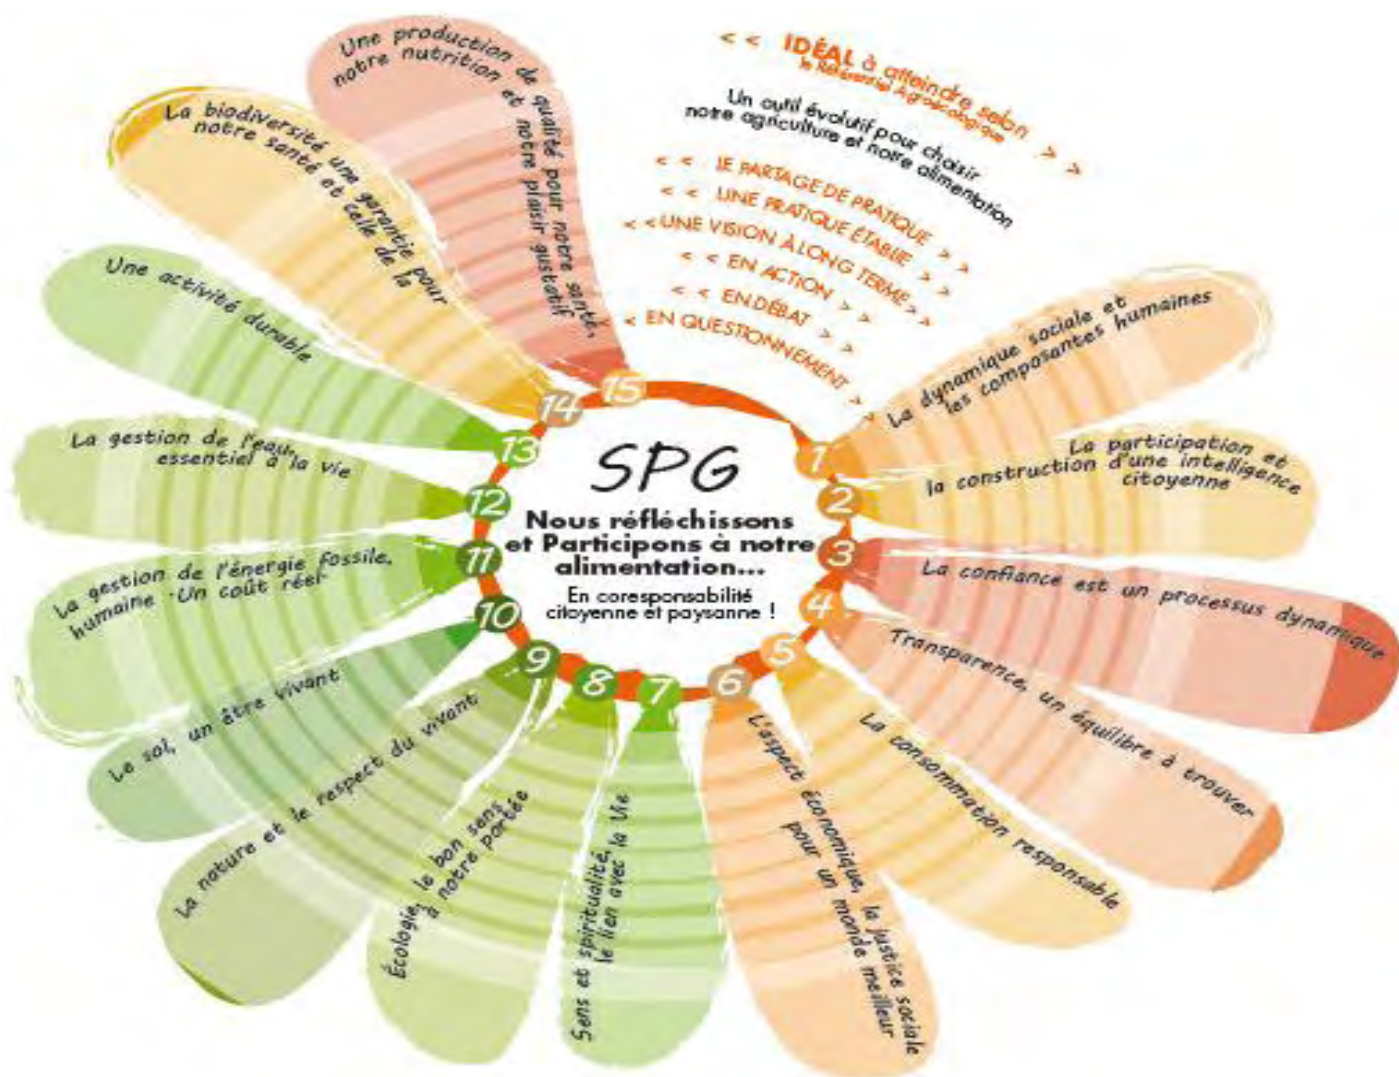 << IDÉAL à atteindre selon >>
le Référentiel Agroécologique
Un outil évolutif pour choisir
notre agriculture et notre alimentation
<< LE PARTAGE DE PRATIQUE >>
<< UNE PRATIQUE ÉTABLIE >>
<< UNE VISION À LONG TERME >>
<< EN ACTION >>
<< EN DÉBAT >>
< EN QUESTIONNEMENT >
SPG
Nous réfléchissons
et Participons à notre
alimentation...
En coresponsabilité
citoyenne et paysanne !
1
La dynamique sociale et
les composantes humaines
2
La participation et
la construction d'une intelligence
citoyenne
3
La confiance est un processus dynamique
4
Transparence, un équilibre à trouver
5
La consommation responsable
6
L'aspect économique, la justice sociale
pour un monde meilleur
7
Sens et spiritualité,
le lien avec la Vie
8
Écologie, le bon sens
à notre portée
9
La nature et le respect du vivant
10
Le sol, un être vivant
11
La gestion de l'énergie fossile,
humaine -Un coût réel-
12
La gestion de l'eau,
essentiel à la vie
13
Une activité durable
14
La biodiversité une garantie pour
notre santé et celle de la
15
Une production de qualité pour notre santé,
notre nutrition et notre plaisir gustatif